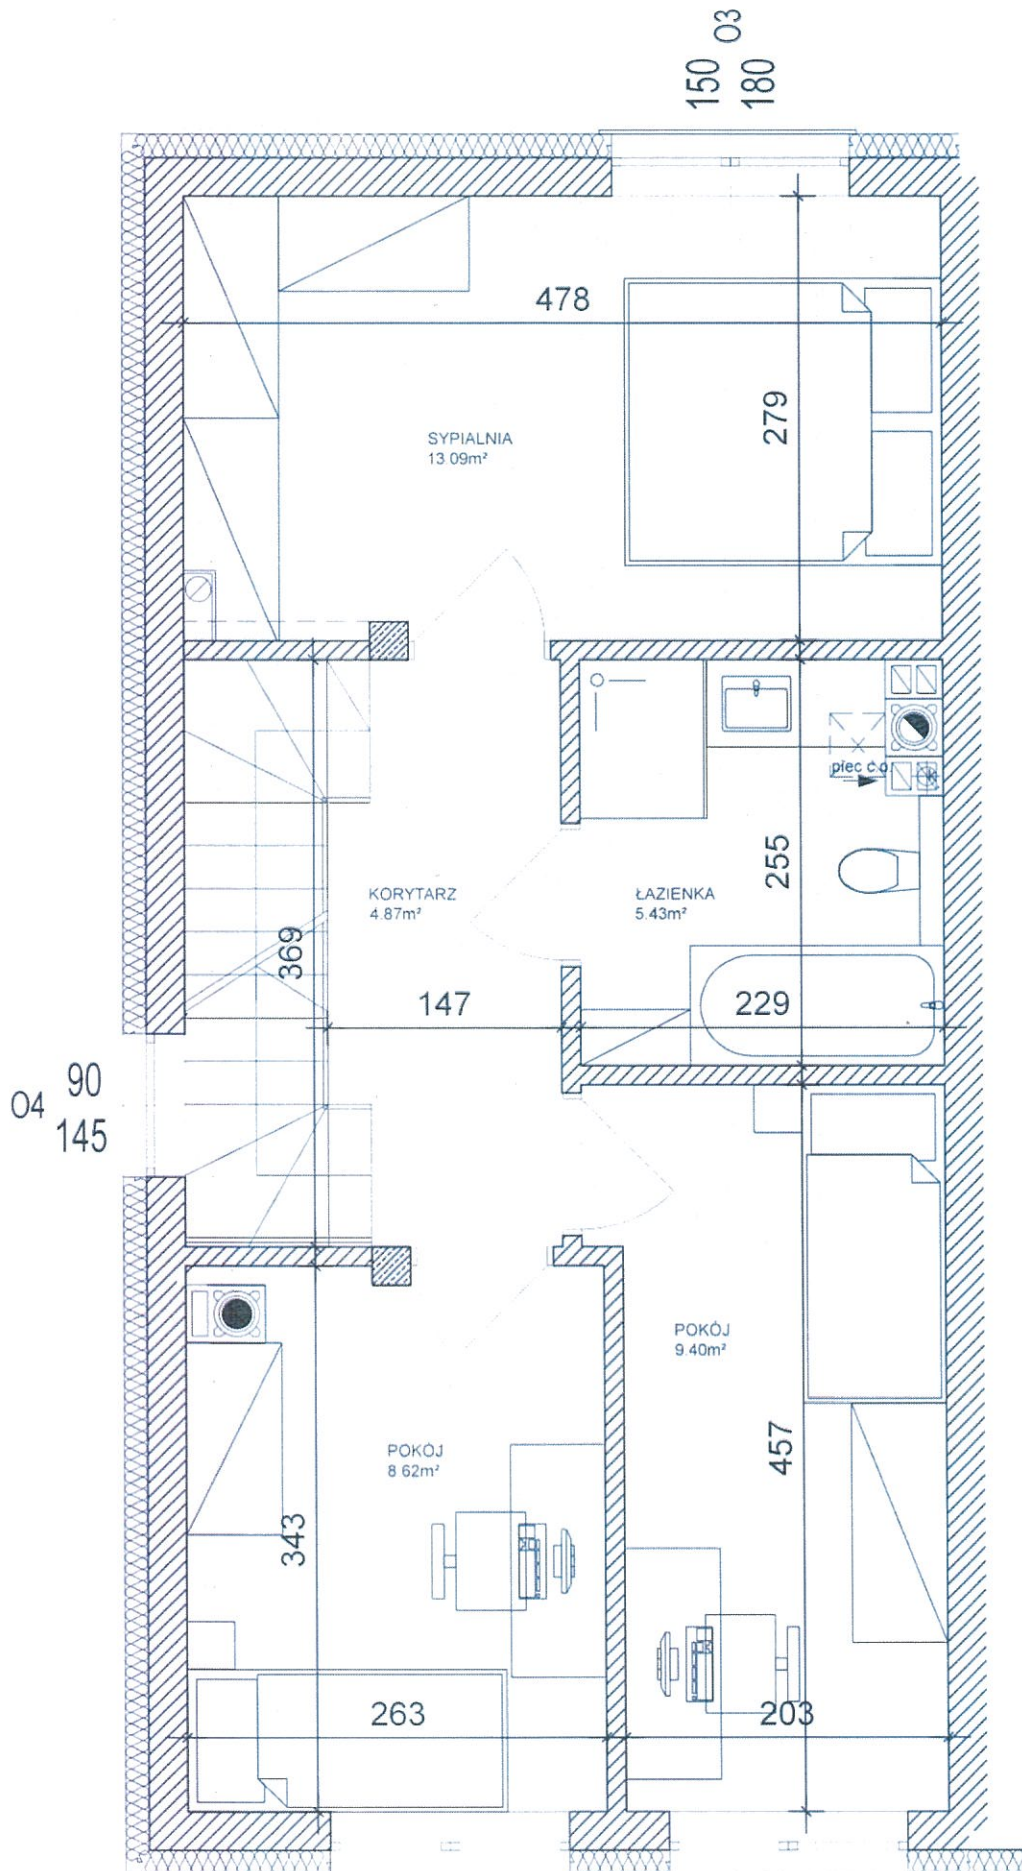 150
180
O3
478
279
SYPIALNIA
13.09m²
piec c.o.
255
KORYTARZ
4.87m²
ŁAZIENKA
5.43m²
369
147
229
O4
90
145
POKÓJ
9.40m²
POKÓJ
8.62m²
457
343
263
203